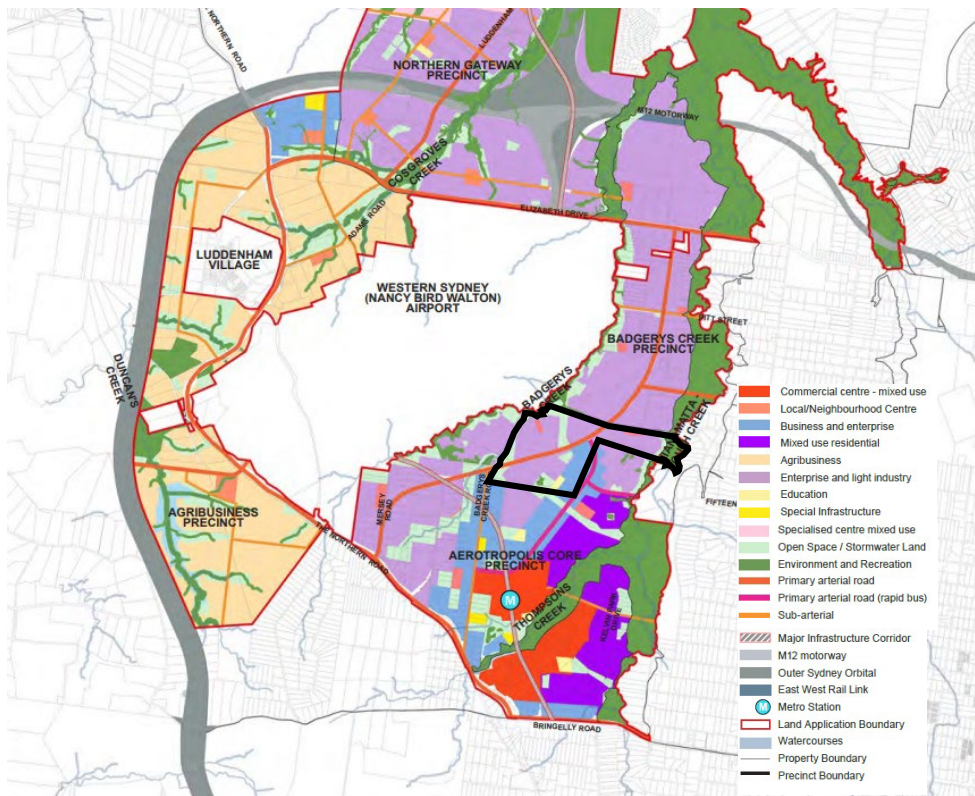 NORTHERN ROAD
LUDDENHAM
NORTHERN GATEWAY
PRECINCT
M12 MOTORWAY
COSGROVES
CREEK
ADAMS ROAD
ELIZABETH DRIVE
LUDDENHAM
VILLAGE
WESTERN SYDNEY
(NANCY BIRD WALTON)
AIRPORT
PITT STREET
BADGERYS CREEK
PRECINCT
DUNCAN'S
CREEK
BADGERYS
CREEK
CREEK
FIFTEEN
MERSEY
ROAD
BADGERYS
AGRIBUSINESS
PRECINCT
THE NORTHERN ROAD
AEROTROPOLIS CORE
PRECINCT
M
THOMPSONS
CREEK
DRIVE
BRINGELLY ROAD
Commercial centre - mixed use
Local/Neighbourhood Centre
Business and enterprise
Mixed use residential
Agribusiness
Enterprise and light industry
Education
Special Infrastructure
Specialised centre mixed use
Open Space / Stormwater Land
Environment and Recreation
Primary arterial road
Primary arterial road (rapid bus)
Sub-arterial
Major Infrastructure Corridor
M12 motorway
Outer Sydney Orbital
East West Rail Link
M Metro Station
Land Application Boundary
Watercourses
Property Boundary
Precinct Boundary